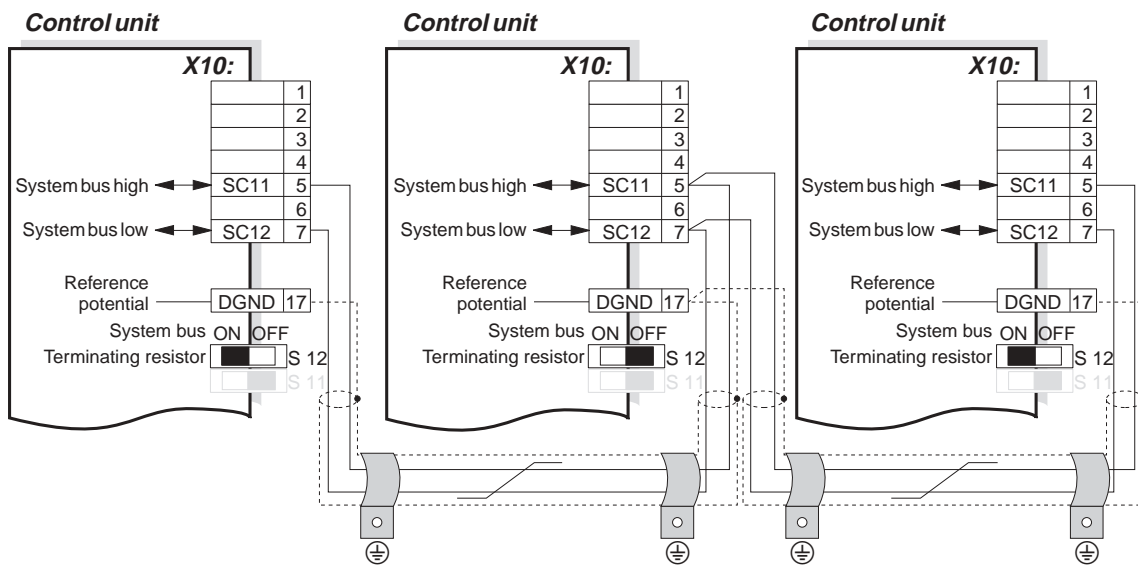 Control unit
X10:
1
2
3
4
System bus high SC11 5
6
System bus low SC12 7
Reference
potential DGND 17
System bus ON OFF
Terminating resistor S 12
S 11
Control unit
X10:
1
2
3
4
System bus high SC11 5
6
System bus low SC12 7
Reference
potential DGND 17
System bus ON OFF
Terminating resistor S 12
S 11
Control unit
X10:
1
2
3
4
System bus high SC11 5
6
System bus low SC12 7
Reference
potential DGND 17
System bus ON OFF
Terminating resistor S 12
S 11